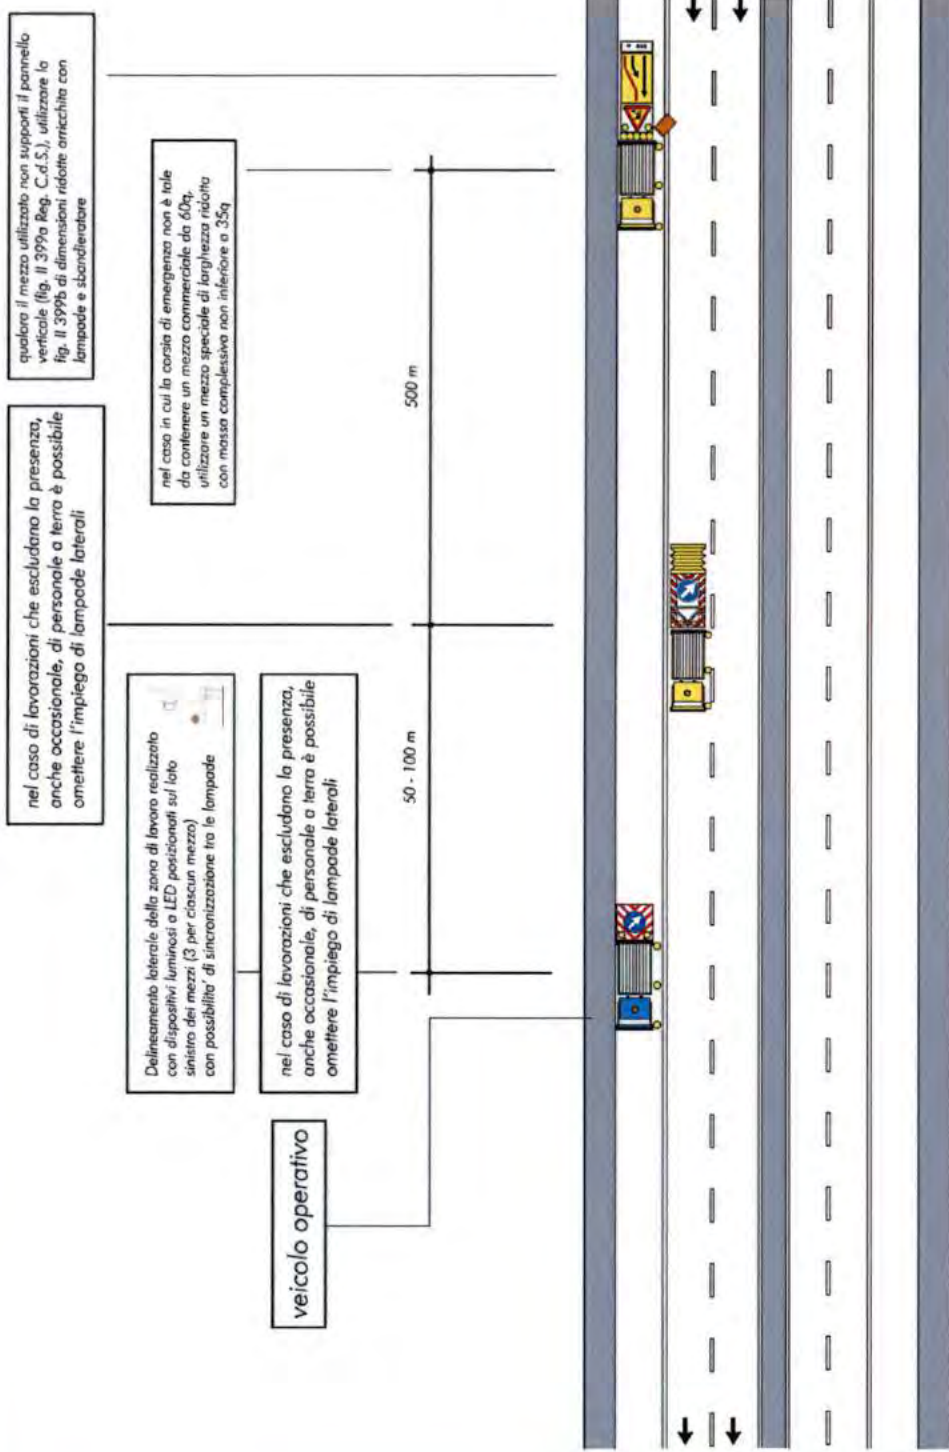 qualora il mezzo utilizzato non supporti il pannello
verticale (fig. II 399a Reg. C.d.S.), utilizzare la
fig. II 399b di dimensioni ridotte arricchita con
lampade e sbandieratore
nel caso in cui la corsia di emergenza non è tale
da contenere un mezzo commerciale da 60q,
utilizzare un mezzo speciale di larghezza ridotta
con massa complessiva non inferiore a 35q
nel caso di lavorazioni che escludano la presenza,
anche occasionale, di personale a terra è possibile
omettere l'impiego di lampade laterali
Delineamento laterale della zona di lavoro realizzato
con dispositivi luminosi a LED posizionati sul lato
sinistro dei mezzi (3 per ciascun mezzo)
con possibilita' di sincronizzazione tra le lampade
nel caso di lavorazioni che escludano la presenza,
anche occasionale, di personale a terra è possibile
omettere l'impiego di lampade laterali
veicolo operativo
500 m
50 - 100 m